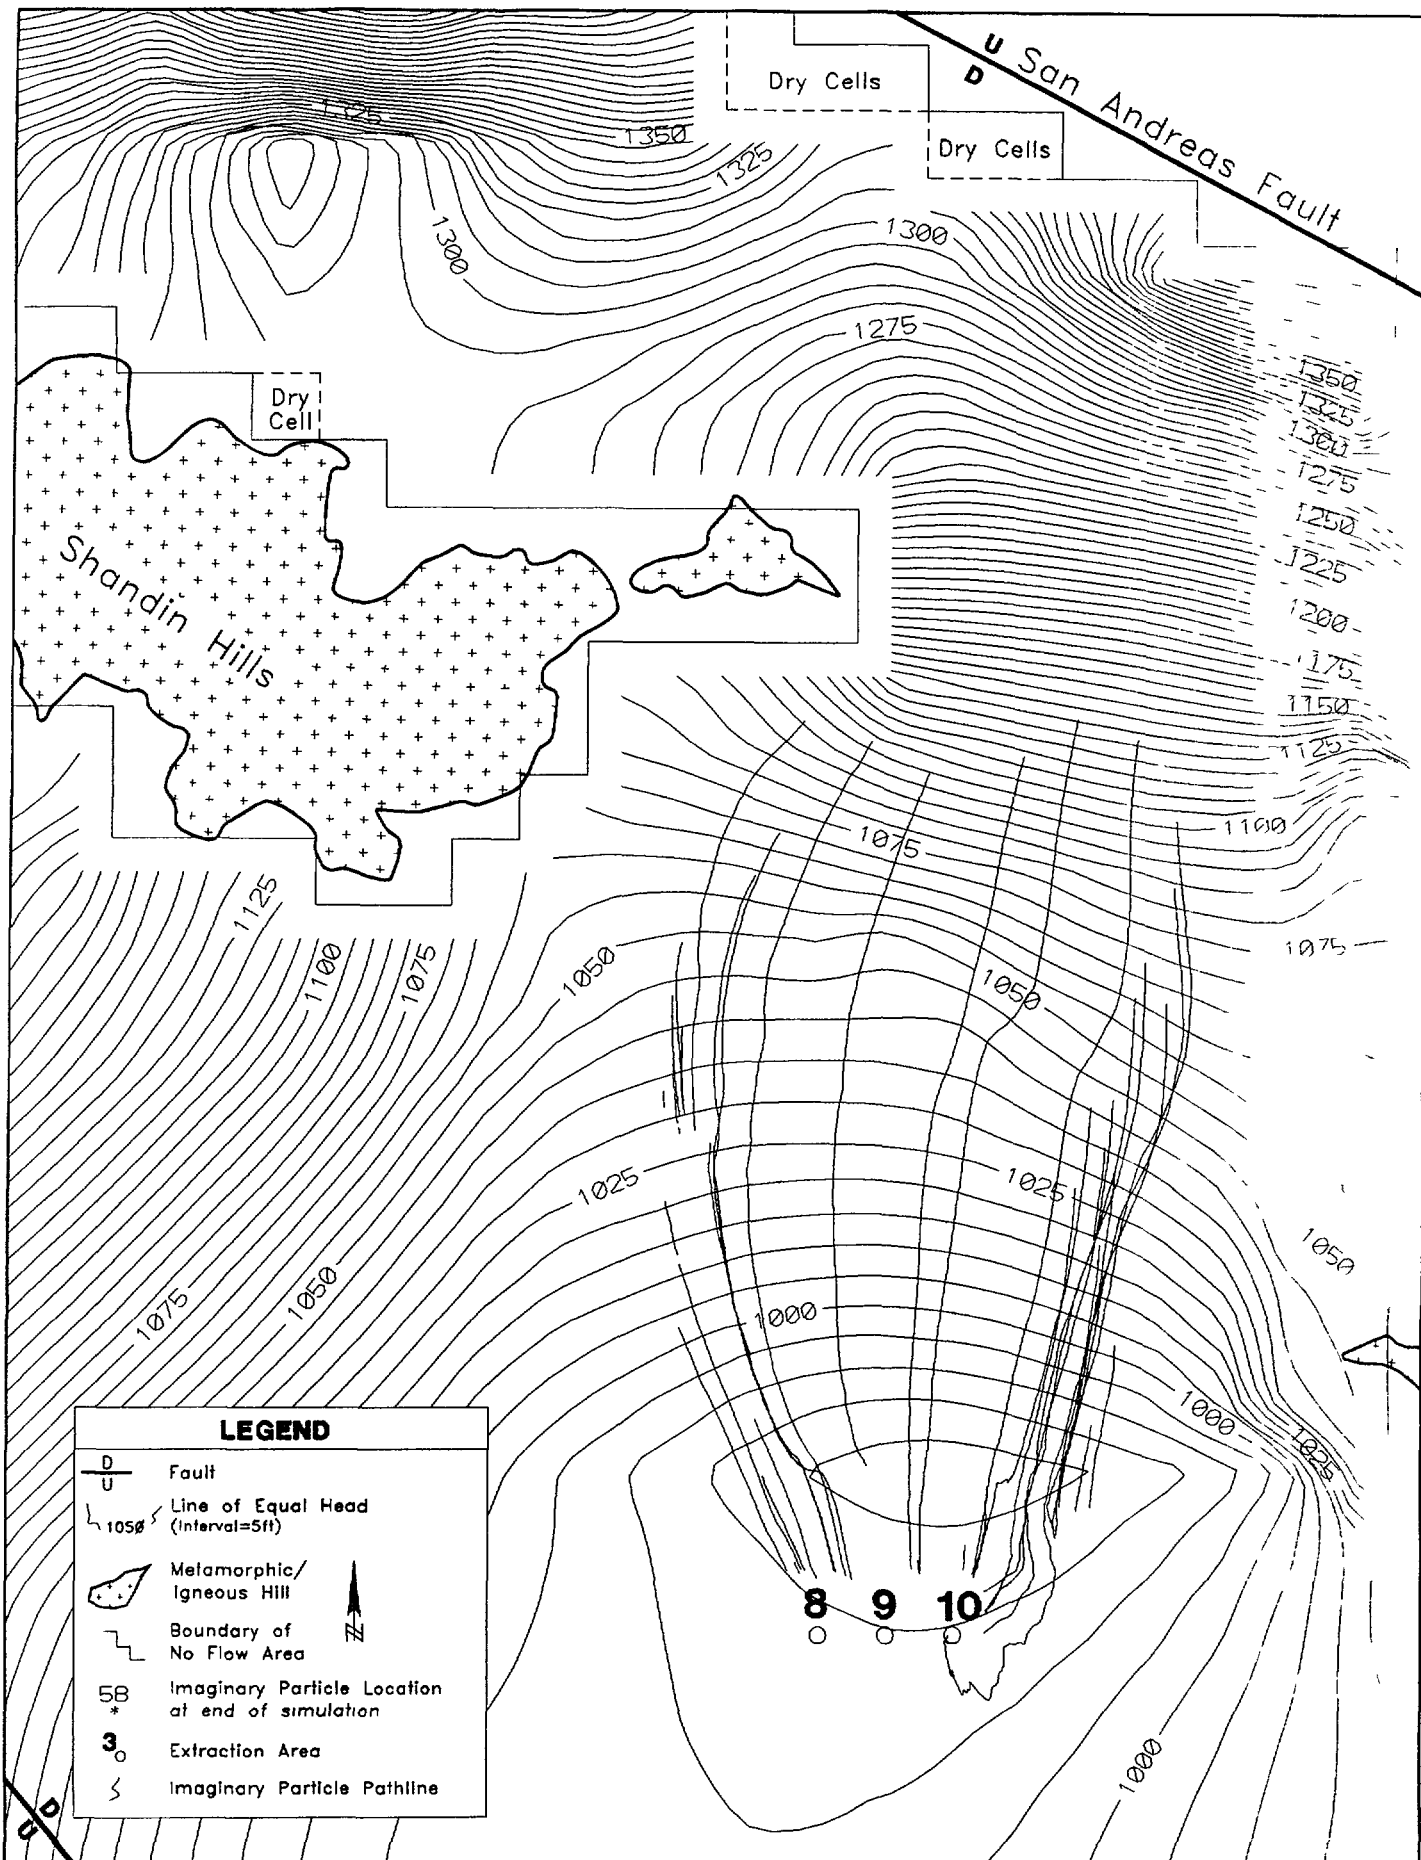 U
D
San Andreas Fault
Dry Cells
Dry Cells
1325
1350
1325
1300
1300
1275
1350
1325
1300
1275
1250
1225
1200
175
1150
1125
1100
1075
Dry
Cell
Shandin Hills
1075
1125
1100
1075
1050
1050
1025
1025
1050
1075
1050
1000
1000
1025
8
9
10
1000
LEGEND
D
U
Fault
1050
Line of Equal Head
(Interval=5ft)
Metamorphic/
Igneous Hill
N
Boundary of
No Flow Area
5B
*
Imaginary Particle Location
at end of simulation
3
Extraction Area
Imaginary Particle Pathline
D
U